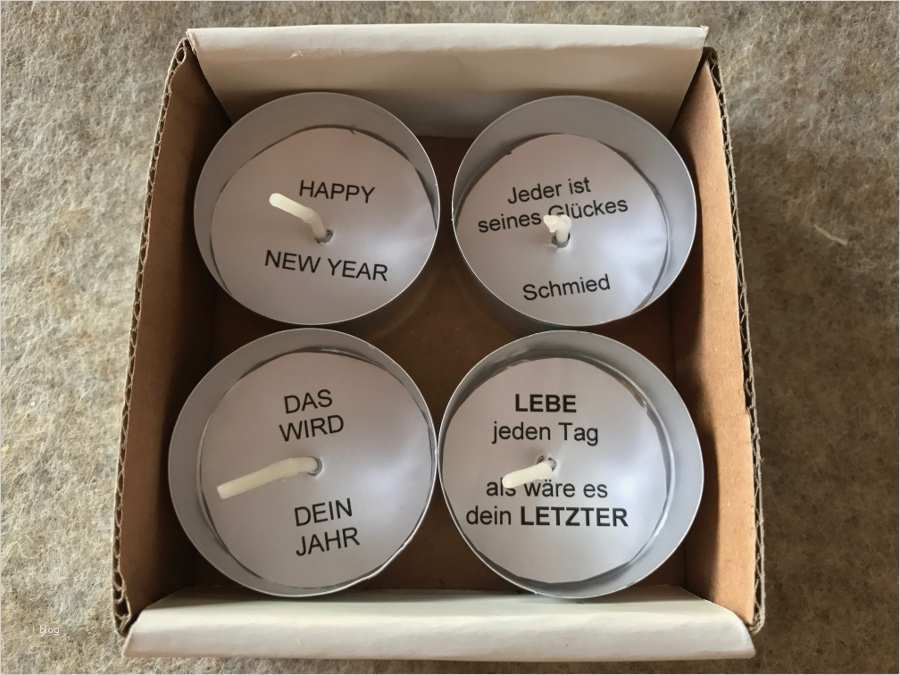 HAPPY
NEW YEAR
Jeder ist
seines Glückes
Schmied
DAS
WIRD
DEIN
JAHR
LEBE
jeden Tag
als wäre es
dein LETZTER
blog